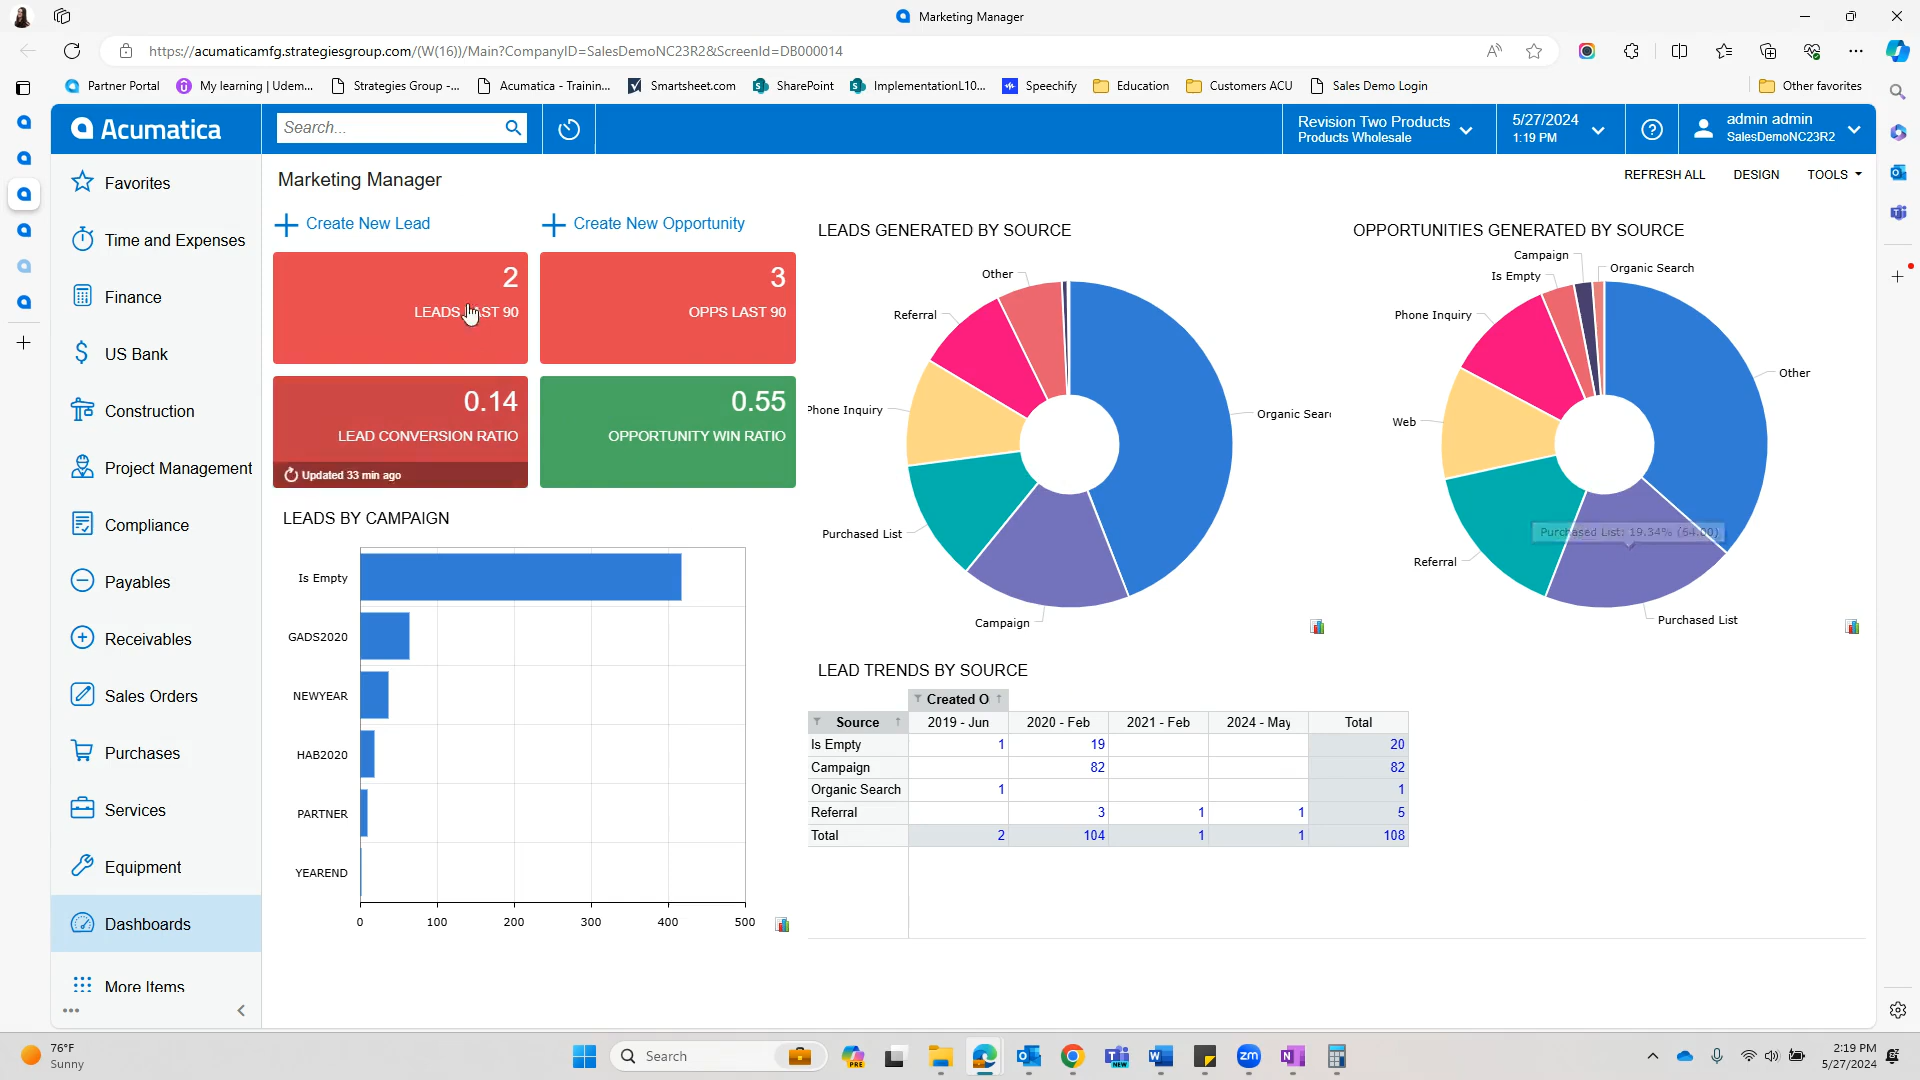 Marketing Manager
https://acumaticamfg.strategiesgroup.com/(W(16))/Main?CompanyID=SalesDemoNC23R2&ScreenId=DB000014
Partner Portal
My learning | Udem...
Strategies Group -...
Acumatica - Trainin...
Smartsheet.com
SharePoint
ImplementationL10...
Speechify
Education
Customers ACU
Sales Demo Login
Other favorites
Acumatica
Search...
Revision Two Products
Products Wholesale
5/27/2024
1:19 PM
admin admin
SalesDemoNC23R2
Favorites
Time and Expenses
Finance
US Bank
Construction
Project Management
Compliance
Payables
Receivables
Sales Orders
Purchases
Services
Equipment
Dashboards
More Items
Marketing Manager
REFRESH ALL
DESIGN
TOOLS
Create New Lead
Create New Opportunity
2
LEADS LAST 90
3
OPPS LAST 90
0.14
LEAD CONVERSION RATIO
Updated 33 min ago
0.55
OPPORTUNITY WIN RATIO
LEADS BY CAMPAIGN
Is Empty
GADS2020
NEWYEAR
HAB2020
PARTNER
YEAREND
0 100 200 300 400 500
LEADS GENERATED BY SOURCE
Other
Referral
Phone Inquiry
Purchased List
Campaign
Organic Sear
OPPORTUNITIES GENERATED BY SOURCE
Campaign
Is Empty
Organic Search
Phone Inquiry
Other
Web
Referral
Purchased List: 19.34% (64.00)
Purchased List
LEAD TRENDS BY SOURCE
Created O
Source 2019 - Jun 2020 - Feb 2021 - Feb 2024 - May Total
Is Empty 1 19 20
Campaign 82 82
Organic Search 1 1
Referral 3 1 1 5
Total 2 104 1 1 108
76°F
Sunny
Search
PRE
NEW
zm
2:19 PM
5/27/2024